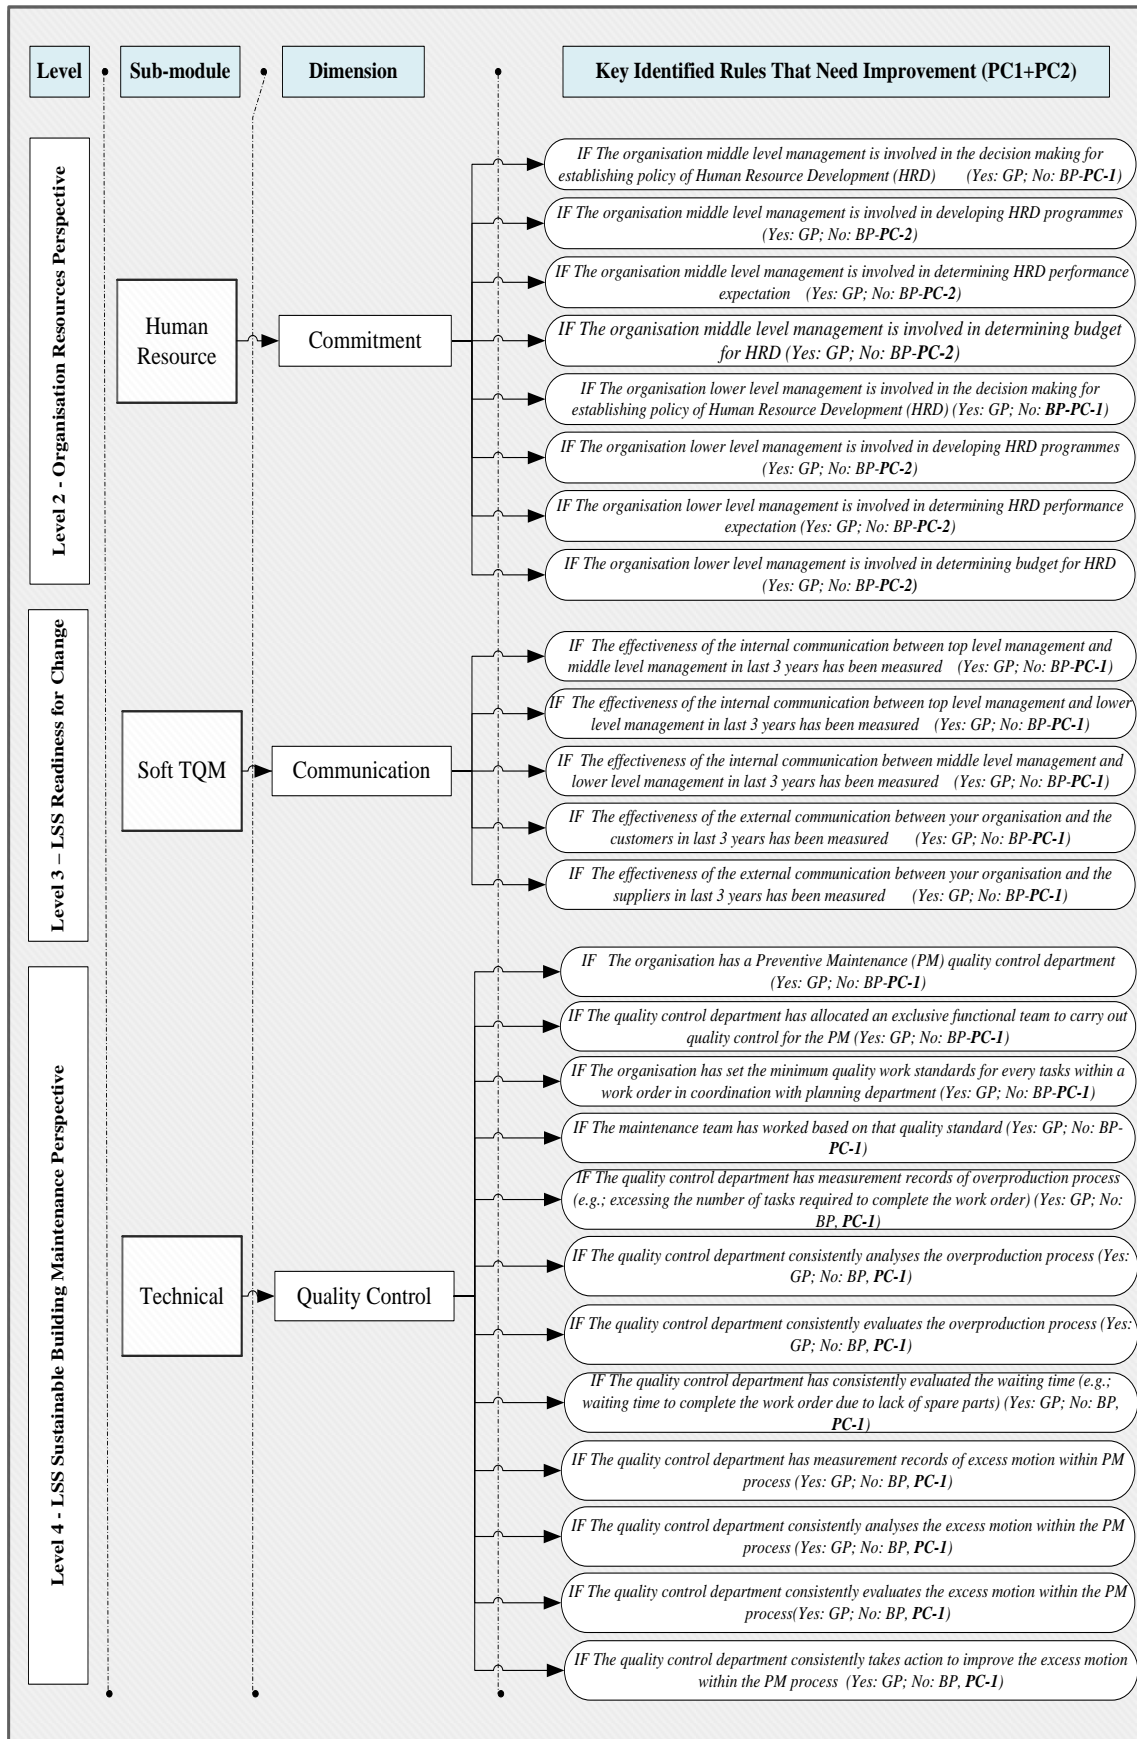 Level
Sub-module
Dimension
Key Identified Rules That Need Improvement (PC1+PC2)
Level 2 - Organisation Resources Perspective
Human
Resource
Commitment
IF The organisation middle level management is involved in the decision making for
establishing policy of Human Resource Development (HRD) (Yes: GP; No: BP-PC-1)
IF The organisation middle level management is involved in developing HRD programmes
(Yes: GP; No: BP-PC-2)
IF The organisation middle level management is involved in determining HRD performance
expectation (Yes: GP; No: BP-PC-2)
IF The organisation middle level management is involved in determining budget
for HRD (Yes: GP; No: BP-PC-2)
IF The organisation lower level management is involved in the decision making for
establishing policy of Human Resource Development (HRD) (Yes: GP; No: BP-PC-1)
IF The organisation lower level management is involved in developing HRD programmes
(Yes: GP; No: BP-PC-2)
IF The organisation lower level management is involved in determining HRD performance
expectation (Yes: GP; No: BP-PC-2)
IF The organisation lower level management is involved in determining budget for HRD
(Yes: GP; No: BP-PC-2)
Level 3 – LSS Readiness for Change
Soft TQM
Communication
IF The effectiveness of the internal communication between top level management and
middle level management in last 3 years has been measured (Yes: GP; No: BP-PC-1)
IF The effectiveness of the internal communication between top level management and lower
level management in last 3 years has been measured (Yes: GP; No: BP-PC-1)
IF The effectiveness of the internal communication between middle level management and
lower level management in last 3 years has been measured (Yes: GP; No: BP-PC-1)
IF The effectiveness of the external communication between your organisation and the
customers in last 3 years has been measured (Yes: GP; No: BP-PC-1)
IF The effectiveness of the external communication between your organisation and the
suppliers in last 3 years has been measured (Yes: GP; No: BP-PC-1)
Level 4 - LSS Sustainable Building Maintenance Perspective
Technical
Quality Control
IF The organisation has a Preventive Maintenance (PM) quality control department
(Yes: GP; No: BP-PC-1)
IF The quality control department has allocated an exclusive functional team to carry out
quality control for the PM (Yes: GP; No: BP-PC-1)
IF The organisation has set the minimum quality work standards for every tasks within a
work order in coordination with planning department (Yes: GP; No: BP-PC-1)
IF The maintenance team has worked based on that quality standard (Yes: GP; No: BP-
PC-1)
IF The quality control department has measurement records of overproduction process
(e.g.; excessing the number of tasks required to complete the work order) (Yes: GP; No:
BP, PC-1)
IF The quality control department consistently analyses the overproduction process (Yes:
GP; No: BP, PC-1)
IF The quality control department consistently evaluates the overproduction process (Yes:
GP; No: BP, PC-1)
IF The quality control department has consistently evaluated the waiting time (e.g.;
waiting time to complete the work order due to lack of spare parts) (Yes: GP; No: BP,
PC-1)
IF The quality control department has measurement records of excess motion within PM
process (Yes: GP; No: BP, PC-1)
IF The quality control department consistently analyses the excess motion within the PM
process (Yes: GP; No: BP, PC-1)
IF The quality control department consistently evaluates the excess motion within the PM
process(Yes: GP; No: BP, PC-1)
IF The quality control department consistently takes action to improve the excess motion
within the PM process (Yes: GP; No: BP, PC-1)